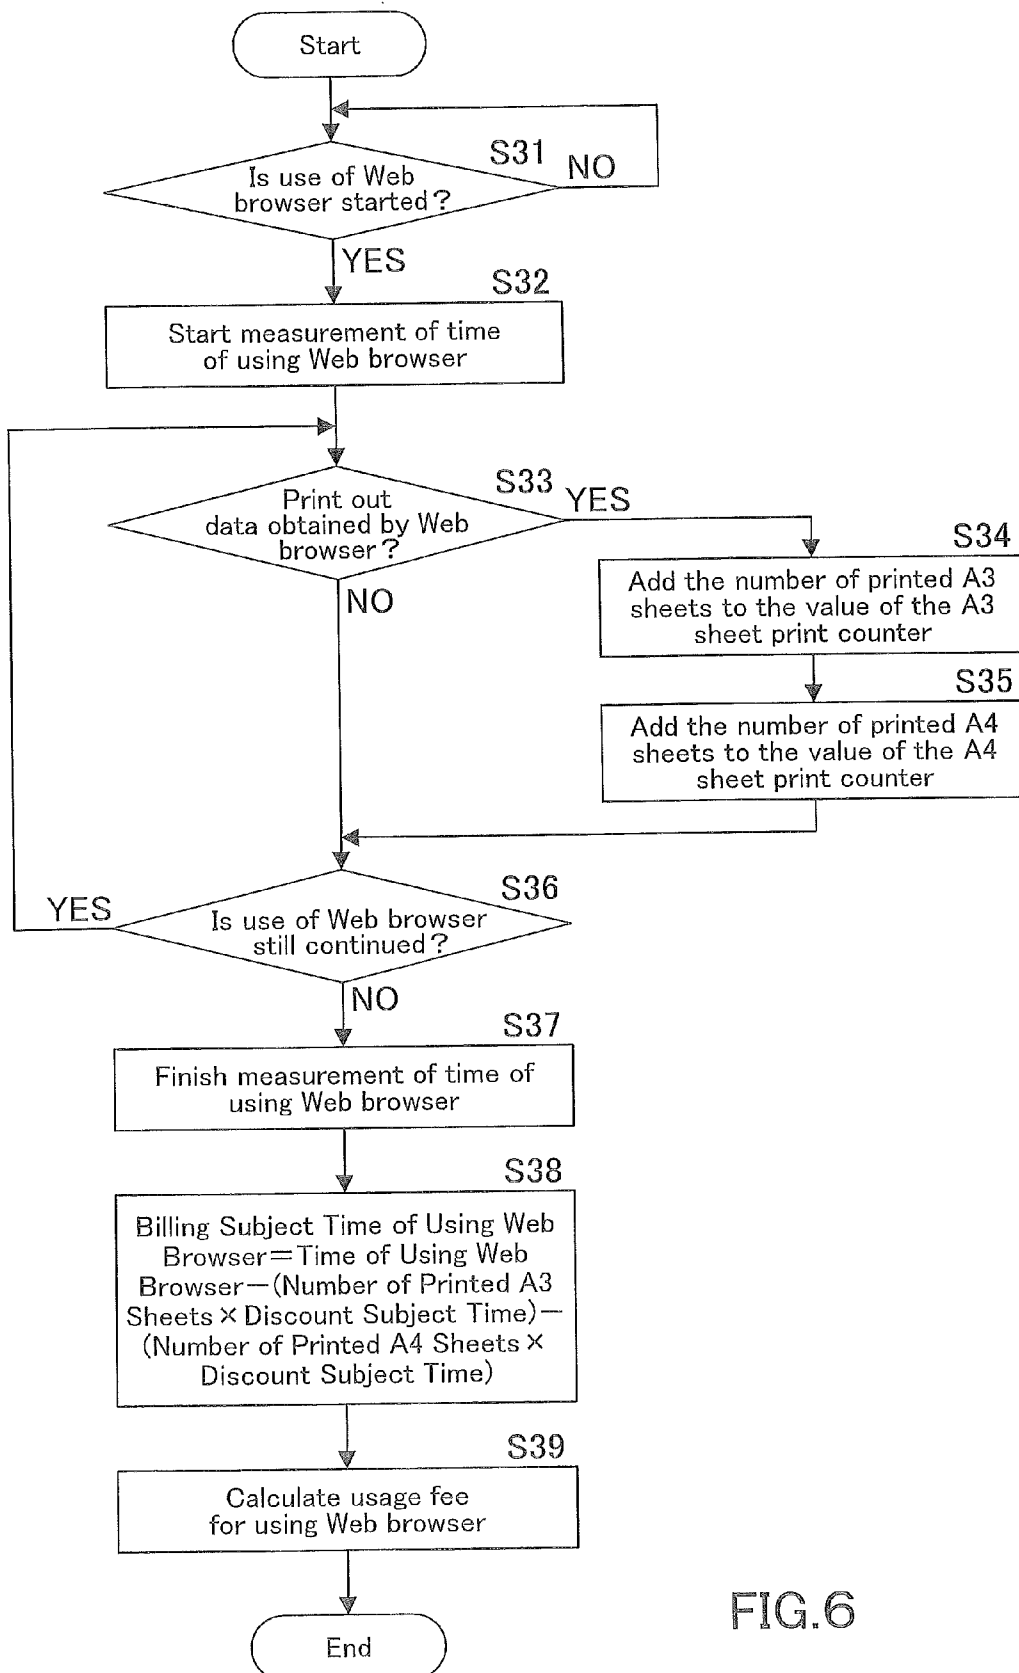 Start
S31
NO
Is use of Web
browser started?
YES
S32
Start measurement of time
of using Web browser
S33
YES
Print out
data obtained by Web
browser?
NO
S34
Add the number of printed A3
sheets to the value of the A3
sheet print counter
S35
Add the number of printed A4
sheets to the value of the A4
sheet print counter
S36
YES
Is use of Web browser
still continued?
NO
S37
Finish measurement of time of
using Web browser
S38
Billing Subject Time of Using Web
Browser=Time of Using Web
Browser−(Number of Printed A3
Sheets×Discount Subject Time)−
(Number of Printed A4 Sheets×
Discount Subject Time)
S39
Calculate usage fee
for using Web browser
End
FIG.6